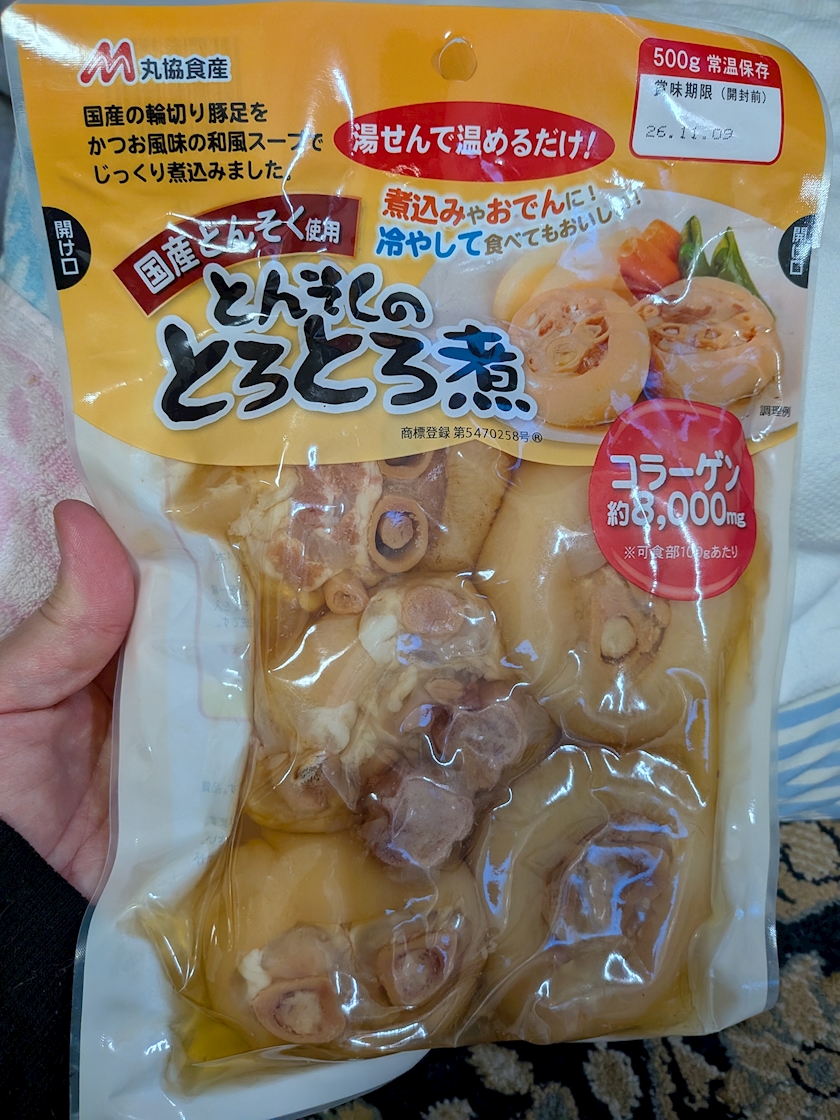 丸協食産
500g 常温保存
賞味期限（開封前）
26.11.09
国産の輪切り豚足を
かつお風味の和風スープで
じっくり煮込みました。
湯せんで温めるだけ!
煮込みやおでんに!
冷やして食べてもおいしい!
開け口
開け口
国産とんそく使用
とんそくの
とろとろ煮
調理例
商標登録 第5470258号®
コラーゲン
約8,000mg
※可食部100gあたり